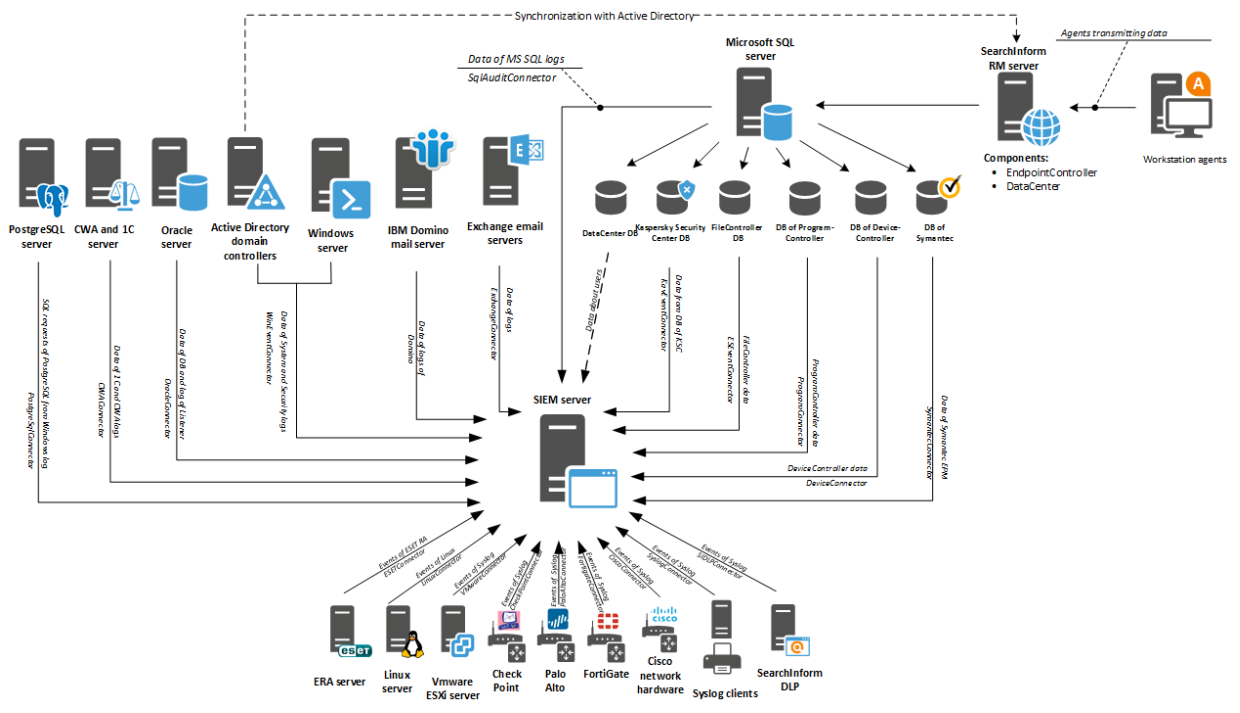 Synchronization with Active Directory
Microsoft SQL
server
SearchInform
RM server
Agents transmitting data
Data of MS SQL logs
SqlAuditConnector
A
Workstation agents
Components:
• EndpointController
• DataCenter
PostgreSQL
server
CWA and 1C
server
Oracle
server
Active Directory
domain
controllers
Windows
server
IBM Domino
mail server
Exchange email
servers
DataCenter DB
Kaspersky Security
Center DB
FileController
DB
DB of Program-
Controller
DB of Device-
Controller
DB of
Symantec
SQL requests of PostgreSQL from Windows log
PostgreSqlConnector
Data of 1C and CWA logs
CWAConnector
Data of DB and log of Listener
OracleConnector
Data of System and Security logs
WinEventConnector
Data of logs of
Domino
Data of logs
ExchangeConnector
Data about users
Data from DB of KSC
KavEventConnector
FileController data
ESEventConnector
ProgramController data
ProgramConnector
DeviceController data
DeviceConnector
Data of Symantec EPM
SymantecConnector
SIEM server
Events of ESET RA
ESETConnector
Events of Linux
LinuxConnector
Events of Syslog
VMwareConnector
Events of Syslog
CheckPointConnector
Events of Syslog
PaloAltoConnector
Events of Syslog
FortigateConnector
Events of Syslog
CiscoConnector
Events of Syslog
SyslogConnector
Events of Syslog
SIDLPConnector
eset
CISCO
ERA server
Linux
server
Vmware
ESXi server
Check
Point
Palo
Alto
FortiGate
Cisco
network
hardware
Syslog clients
SearchInform
DLP